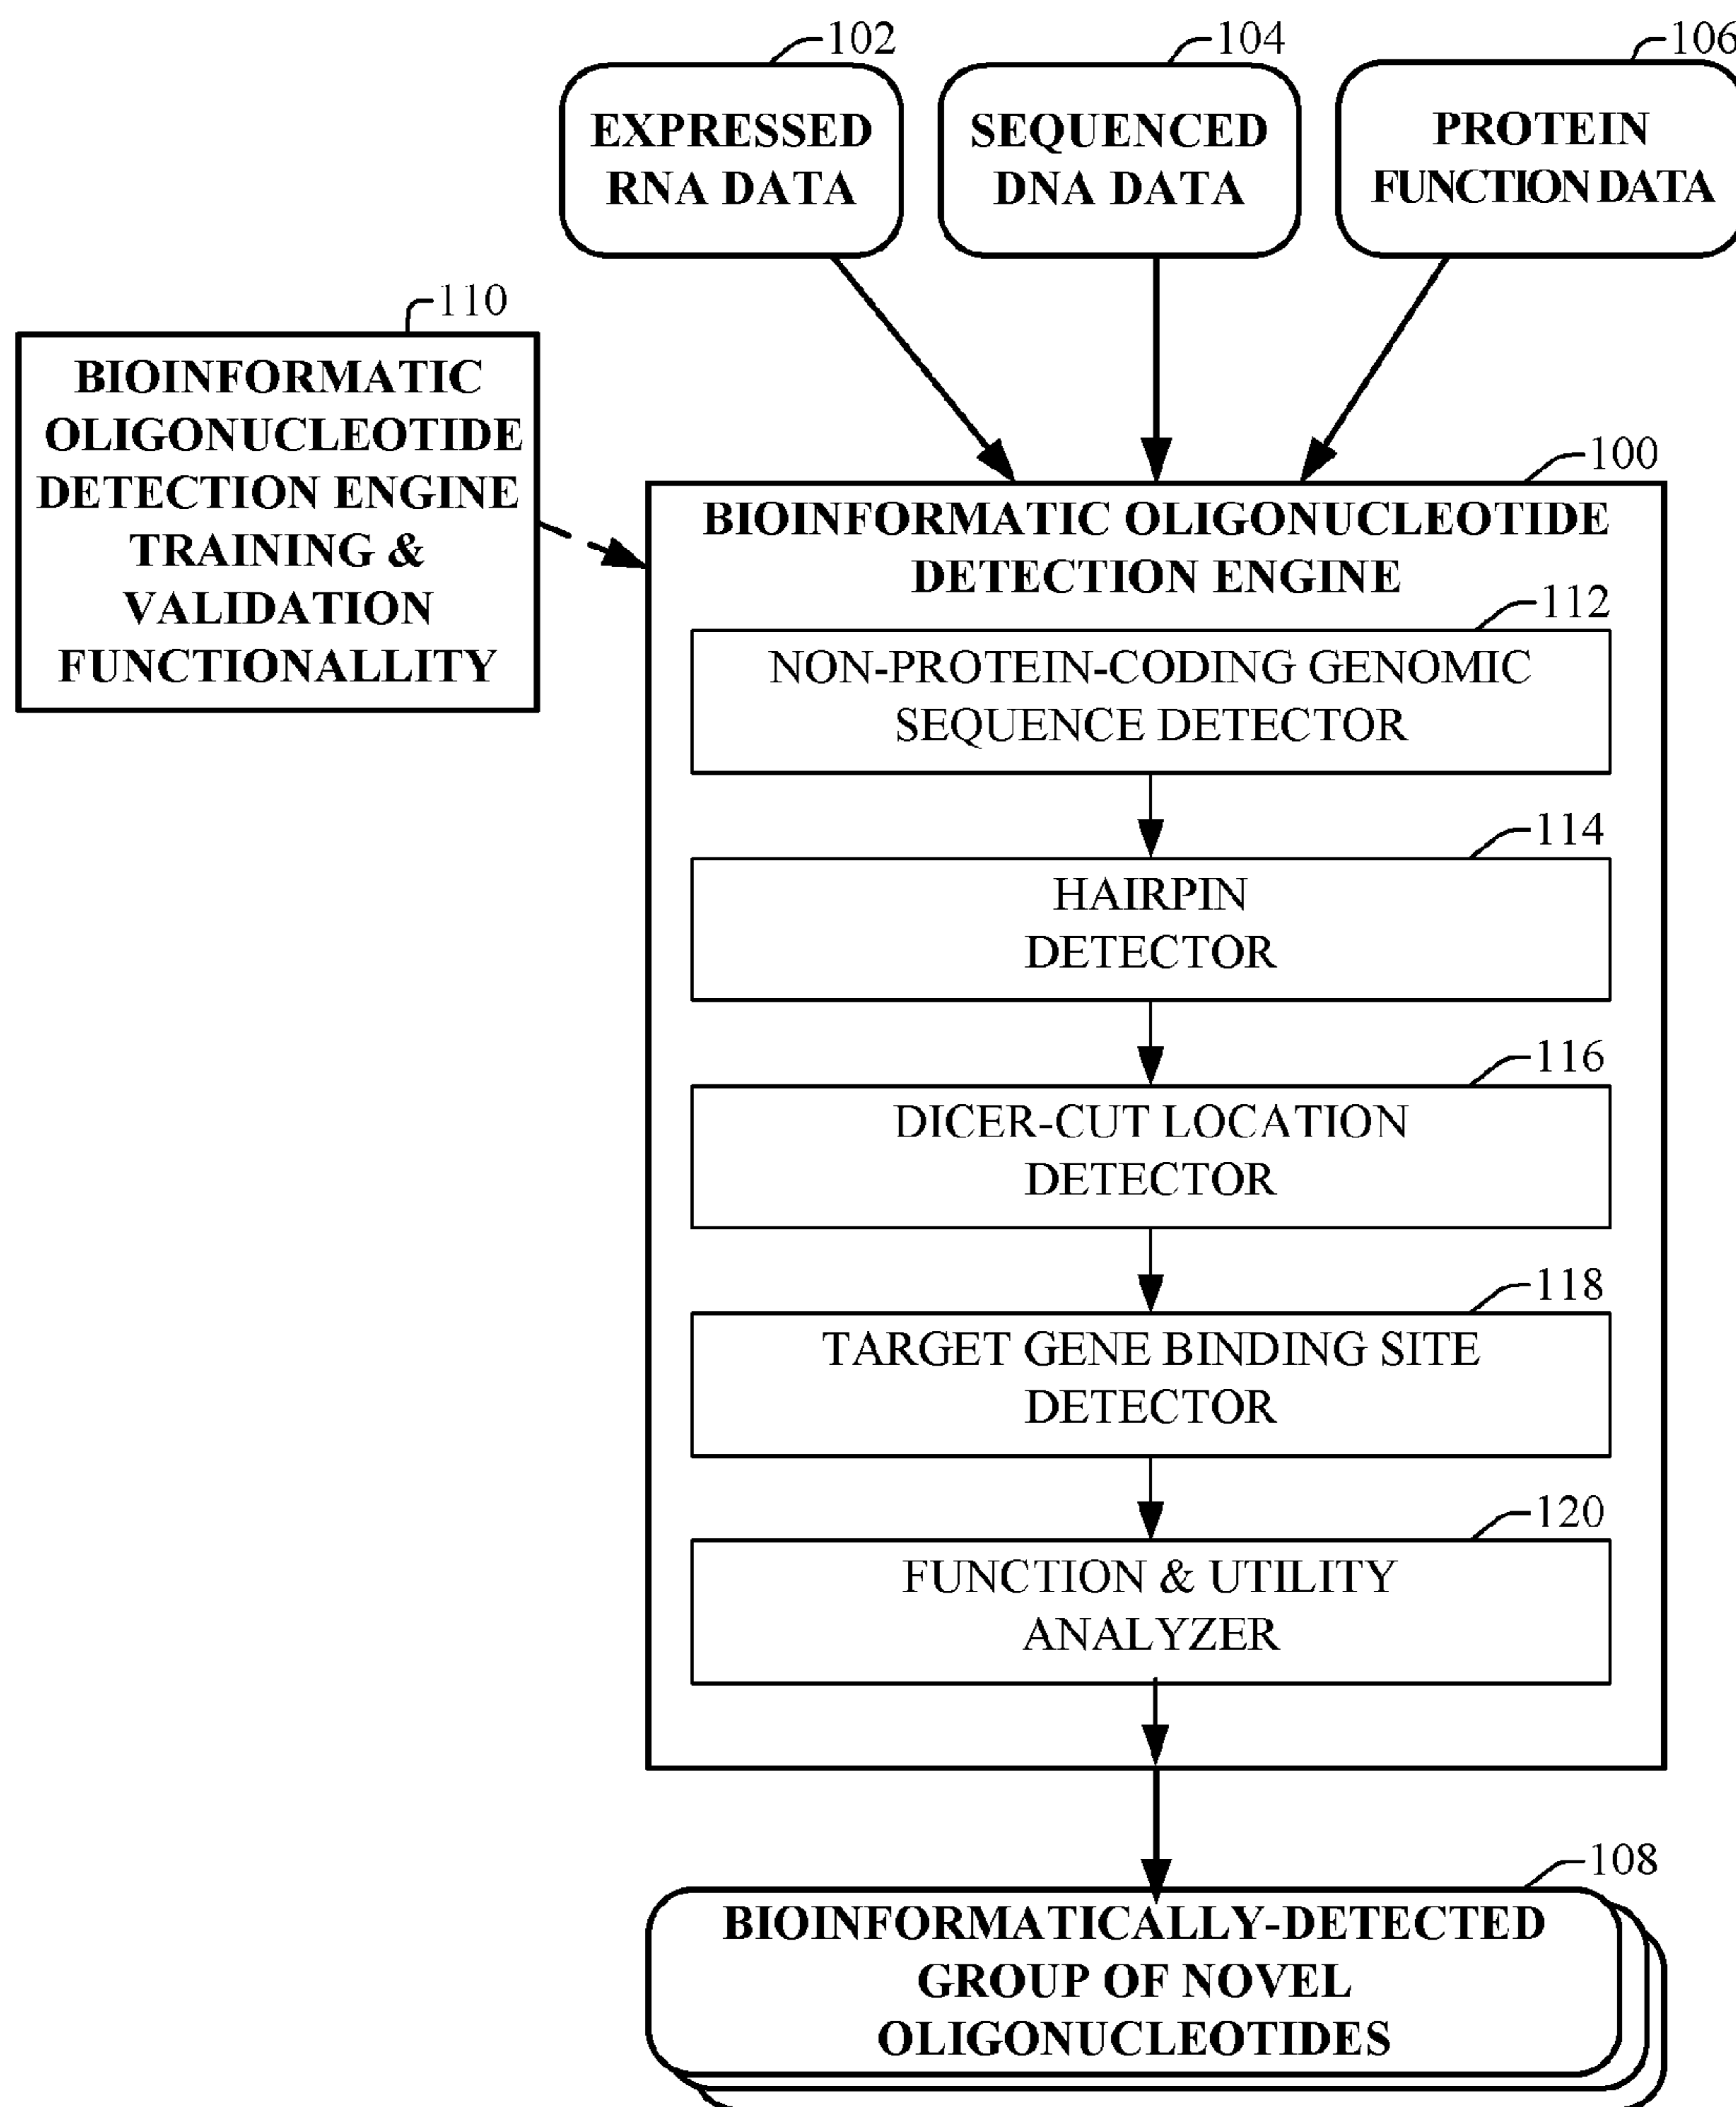 102
104
106
EXPRESSED
RNA DATA
SEQUENCED
DNA DATA
PROTEIN
FUNCTION DATA
110
BIOINFORMATIC
OLIGONUCLEOTIDE
DETECTION ENGINE
TRAINING &
VALIDATION
FUNCTIONALLITY
100
BIOINFORMATIC OLIGONUCLEOTIDE
DETECTION ENGINE
112
NON-PROTEIN-CODING GENOMIC
SEQUENCE DETECTOR
114
HAIRPIN
DETECTOR
116
DICER-CUT LOCATION
DETECTOR
118
TARGET GENE BINDING SITE
DETECTOR
120
FUNCTION & UTILITY
ANALYZER
108
BIOINFORMATICALLY-DETECTED
GROUP OF NOVEL
OLIGONUCLEOTIDES